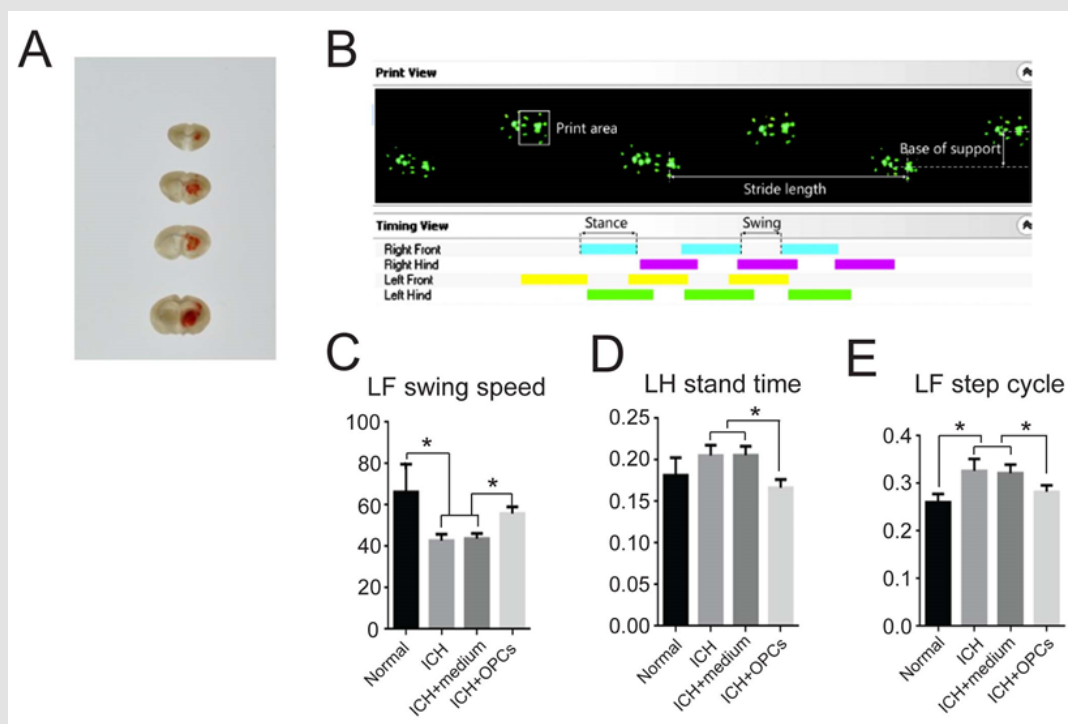 A
B
Print View
Print area
Base of support
Stride length
Timing View
Stance
Swing
Right Front
Right Hind
Left Front
Left Hind
C
LF swing speed
100
80
60
40
20
0
*
*
Normal
ICH
ICH+medium
ICH+OPCs
D
LH stand time
0.25
0.20
0.15
0.10
0.05
0.00
*
Normal
ICH
ICH+medium
ICH+OPCs
E
LF step cycle
0.4
0.3
0.2
0.1
0.0
*
*
Normal
ICH
ICH+medium
ICH+OPCs